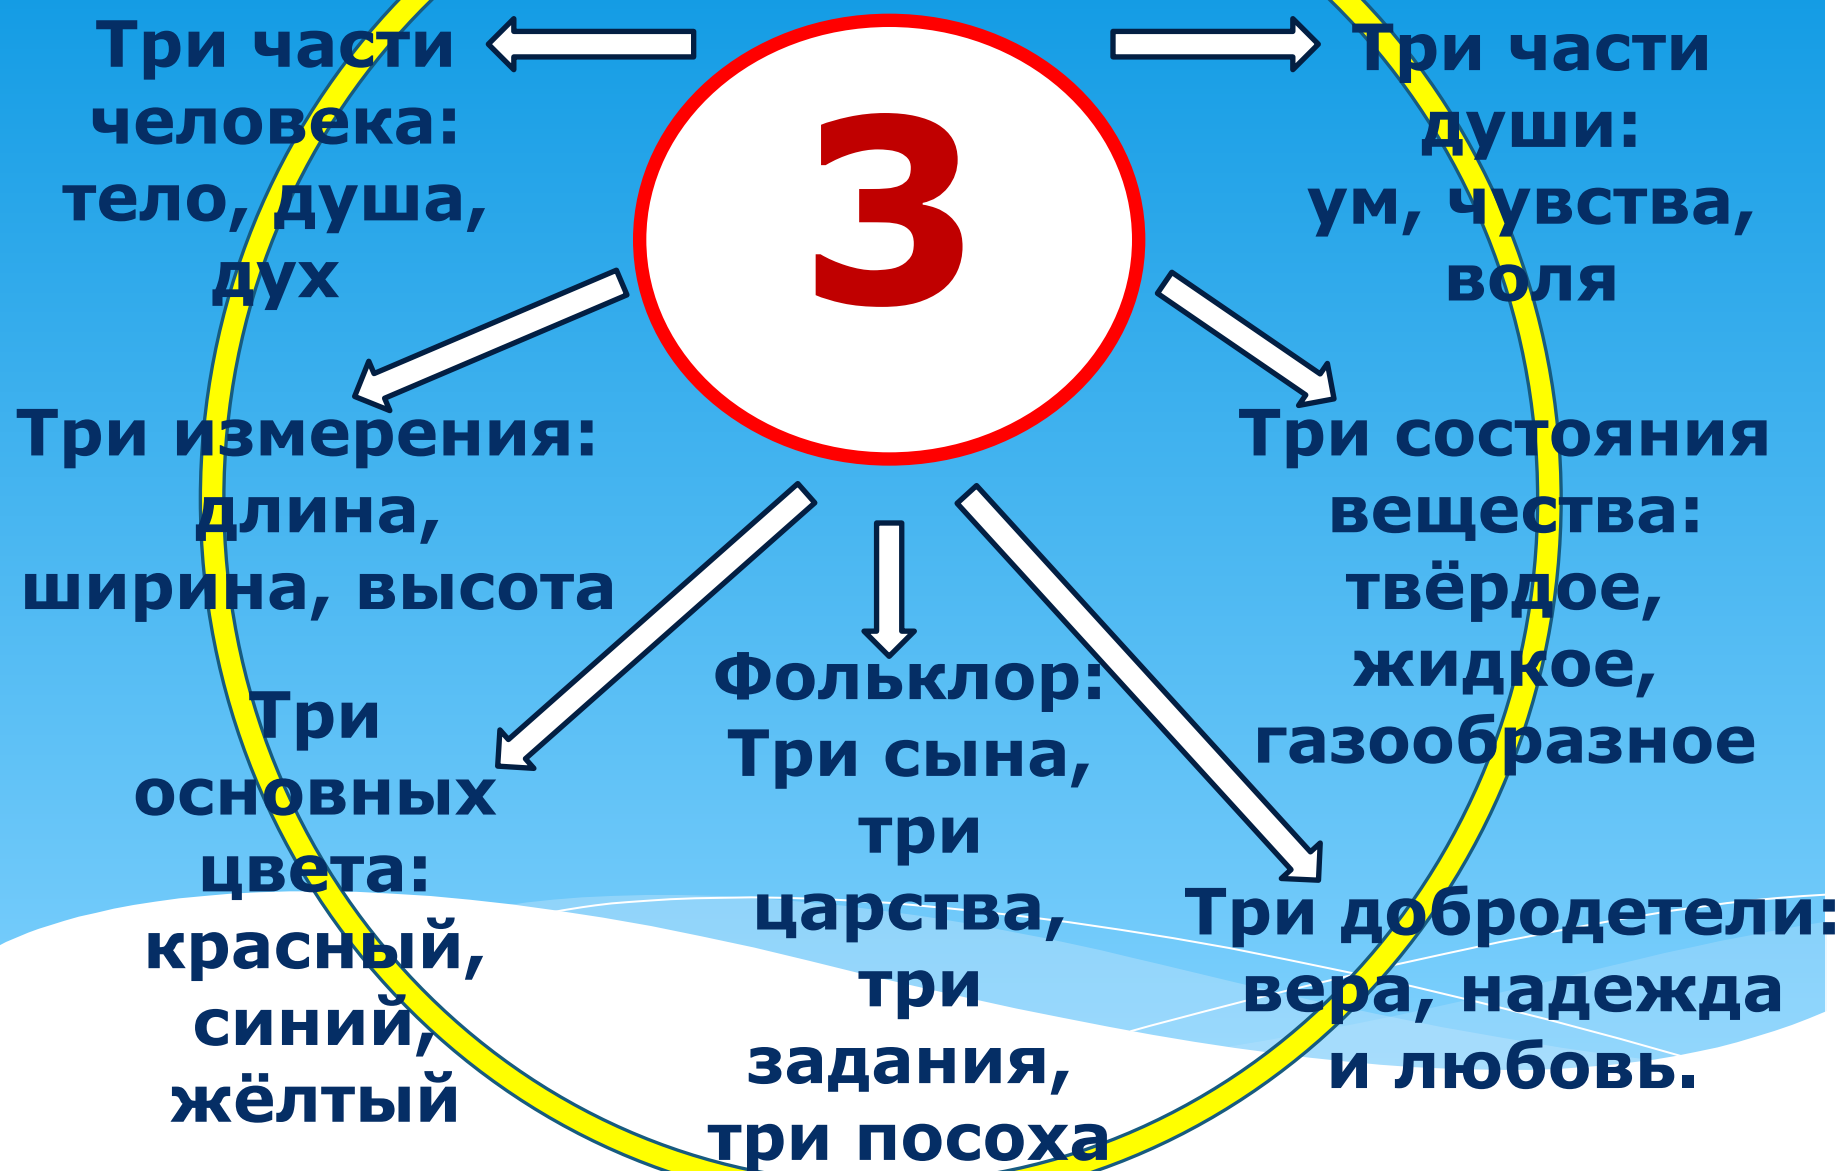 Три части
человека:
тело, душа,
дух
3
Три части
души:
ум, чувства,
воля
Три измерения:
длина,
ширина, высота
Три состояния
вещества:
твёрдое,
жидкое,
газообразное
Три
основных
цвета:
красный,
синий,
жёлтый
Фольклор:
Три сына,
три
царства,
три
задания,
три посоха
Три добродетели:
вера, надежда
и любовь.